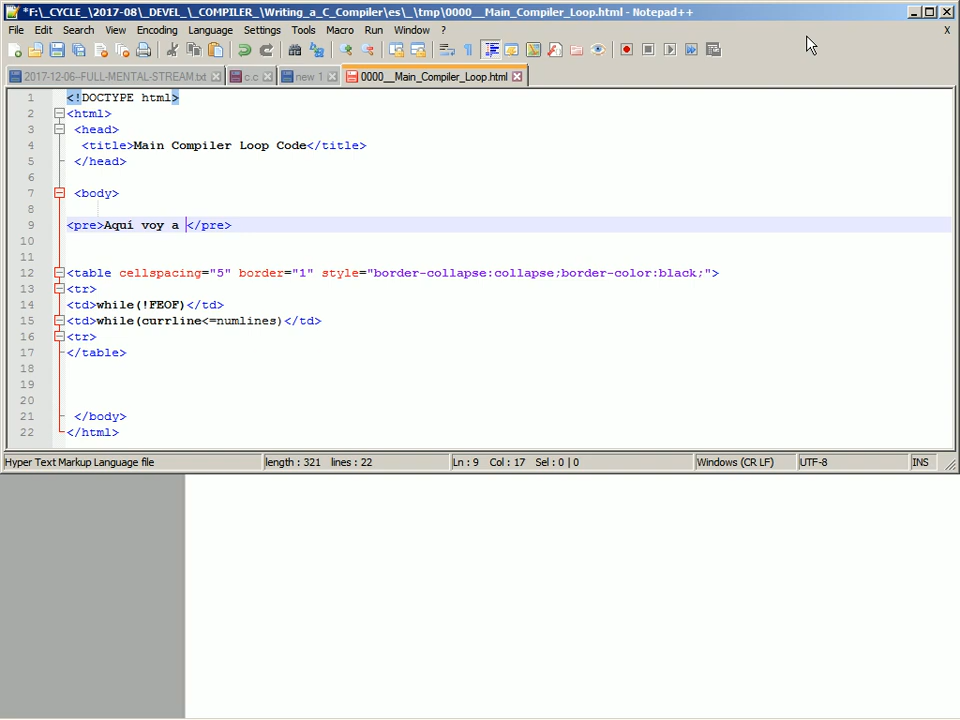 *F:\_CYCLE_\2017-08\_DEVEL_\_COMPILER_\Writing_a_C_Compiler\es\_\tmp\0000__Main_Compiler_Loop.html - Notepad++
File Edit Search View Encoding Language Settings Tools Macro Run Window ? X
2017-12-06--FULL-MENTAL-STREAM.txt c.c new 1 0000__Main_Compiler_Loop.html
1 <!DOCTYPE html>
2 <html>
3 <head>
4 <title>Main Compiler Loop Code</title>
5 </head>
6
7 <body>
8
9 <pre>Aquí voy a </pre>
10
11
12 <table cellspacing="5" border="1" style="border-collapse:collapse;border-color:black;">
13 <tr>
14 <td>while(!FEOF)</td>
15 <td>while(currline<=numlines)</td>
16 <tr>
17 </table>
18
19
20
21 </body>
22 </html>
Hyper Text Markup Language file length : 321 lines : 22 Ln : 9 Col : 17 Sel : 0 | 0 Windows (CR LF) UTF-8 INS